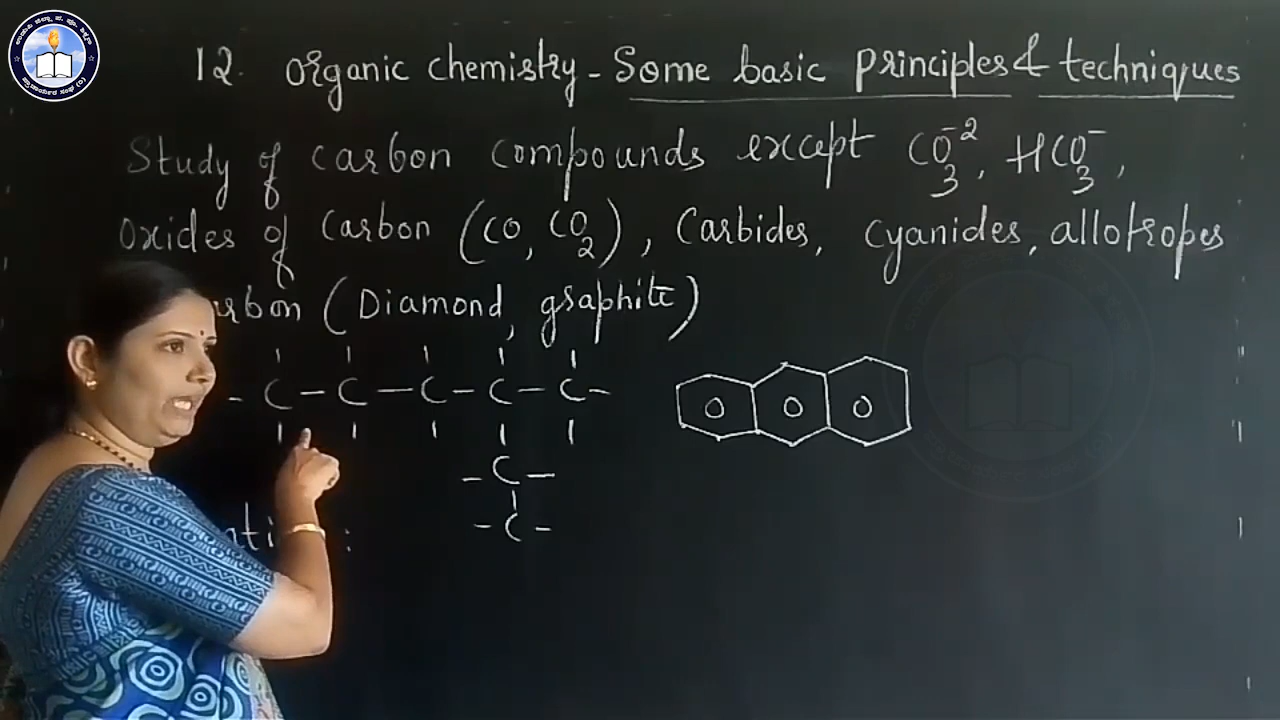 12. Organic chemistry - Some basic principles & techniques
Study of carbon compounds except CO₃⁻², HCO₃⁻,
Oxides of Carbon (CO, CO₂), Carbides, Cyanides, allotropes
(Diamond, graphite)
- C - C - C - C - C -
- C -
- C -